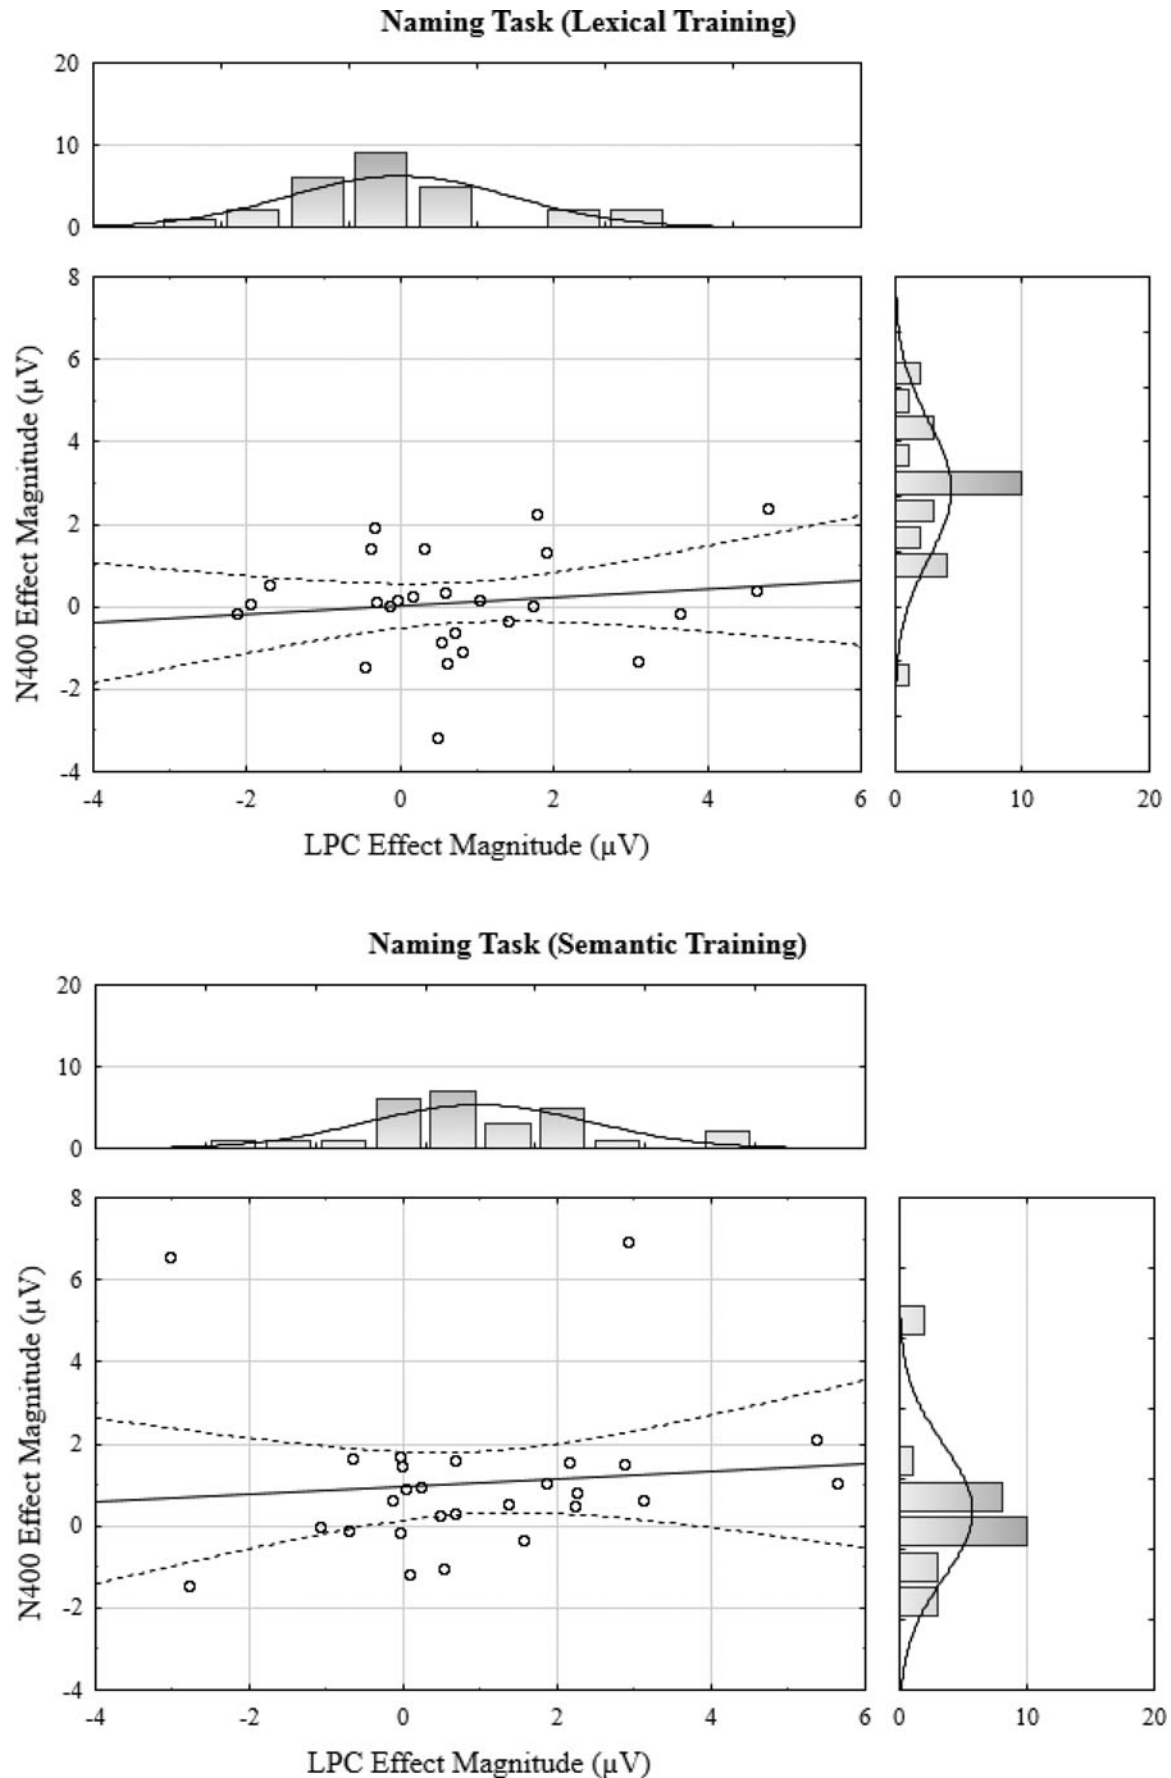 Naming Task (Lexical Training)
20
10
0
8
6
4
2
0
-2
-4
N400 Effect Magnitude (µV)
-4 -2 0 2 4 6
0 10 20
LPC Effect Magnitude (µV)
Naming Task (Semantic Training)
20
10
0
8
6
4
2
0
-2
-4
N400 Effect Magnitude (µV)
-4 -2 0 2 4 6
0 10 20
LPC Effect Magnitude (µV)